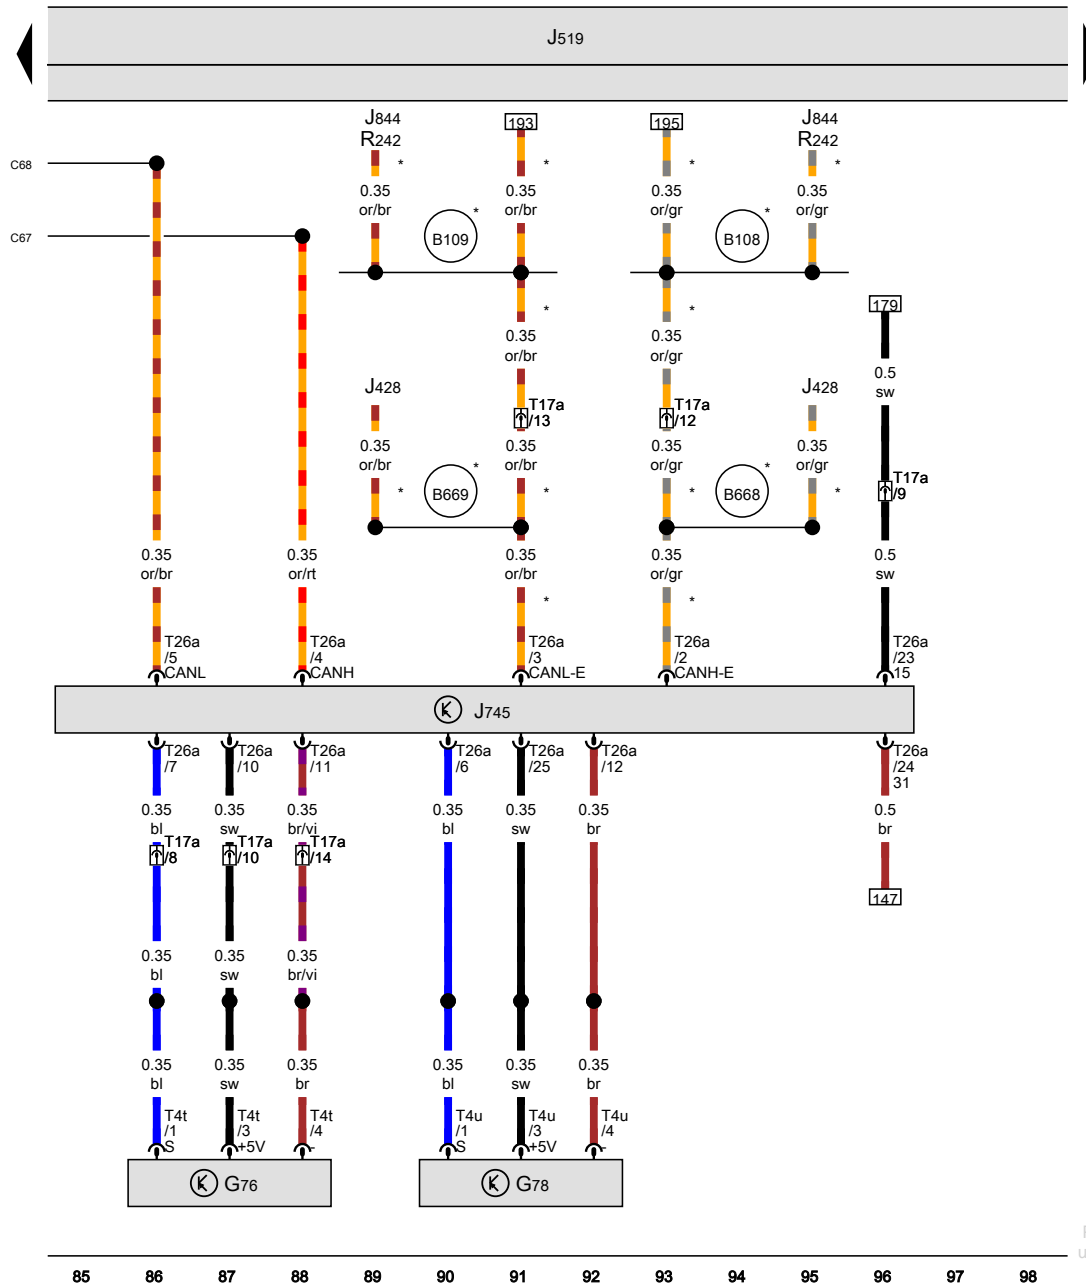 J519
J844
R242
*
193
*
195
*
J844
R242
*
C68
0.35
or/br
0.35
or/br
0.35
or/gr
0.35
or/gr
B109
*
B108
*
C67
179
*
*
0.35
or/br
0.35
or/gr
0.5
sw
J428
J428
T17a
/13
T17a
/12
0.35
or/br
0.35
or/br
0.35
or/gr
0.35
or/gr
T17a
/9
*
B669
*
*
*
B668
*
*
0.35
or/br
0.35
or/rt
0.35
or/br
0.35
or/gr
0.5
sw
*
*
T26a
/5
CANL
T26a
/4
CANH
T26a
/3
CANL-E
T26a
/2
CANH-E
T26a
/23
15
J745
T26a
/7
T26a
/10
T26a
/11
T26a
/6
T26a
/25
T26a
/12
T26a
/24
31
0.35
bl
0.35
sw
0.35
br/vi
0.35
bl
0.35
sw
0.35
br
0.5
br
T17a
/8
T17a
/10
T17a
/14
147
0.35
bl
0.35
sw
0.35
br/vi
0.35
bl
0.35
sw
0.35
br
0.35
bl
0.35
sw
0.35
br
T4t
/1
S
T4t
/3
+5V
T4t
/4
-
T4u
/1
S
T4u
/3
+5V
T4u
/4
-
G76
G78
85 86 87 88 89 90 91 92 93 94 95 96 97 98